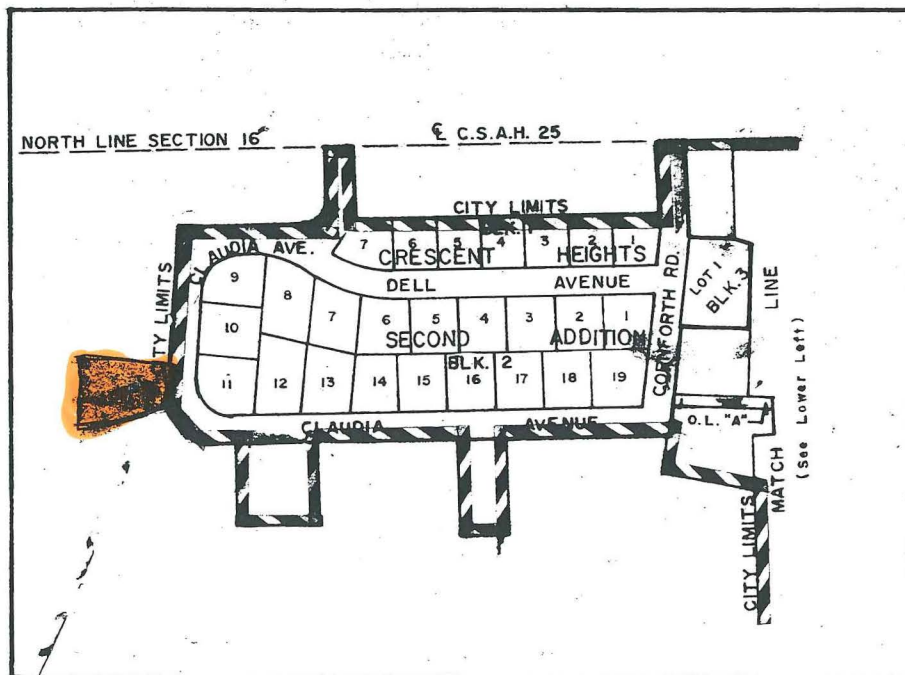 NORTH LINE SECTION 16
℄ C.S.A.H. 25
CITY LIMITS
CLAUDIA AVE.
7 6 5 4 3 2 1
CRESCENT HEIGHTS
DELL AVENUE
CORNFORTH RD.
LOT 1
BLK. 3
LINE
9
8
7
6 5 4 3 2 1
10
SECOND ADDITION
BLK. 2
11 12 13 14 15 16 17 18 19
CLAUDIA AVENUE
O.L. "A"
MATCH
(See Lower Left)
CITY LIMITS